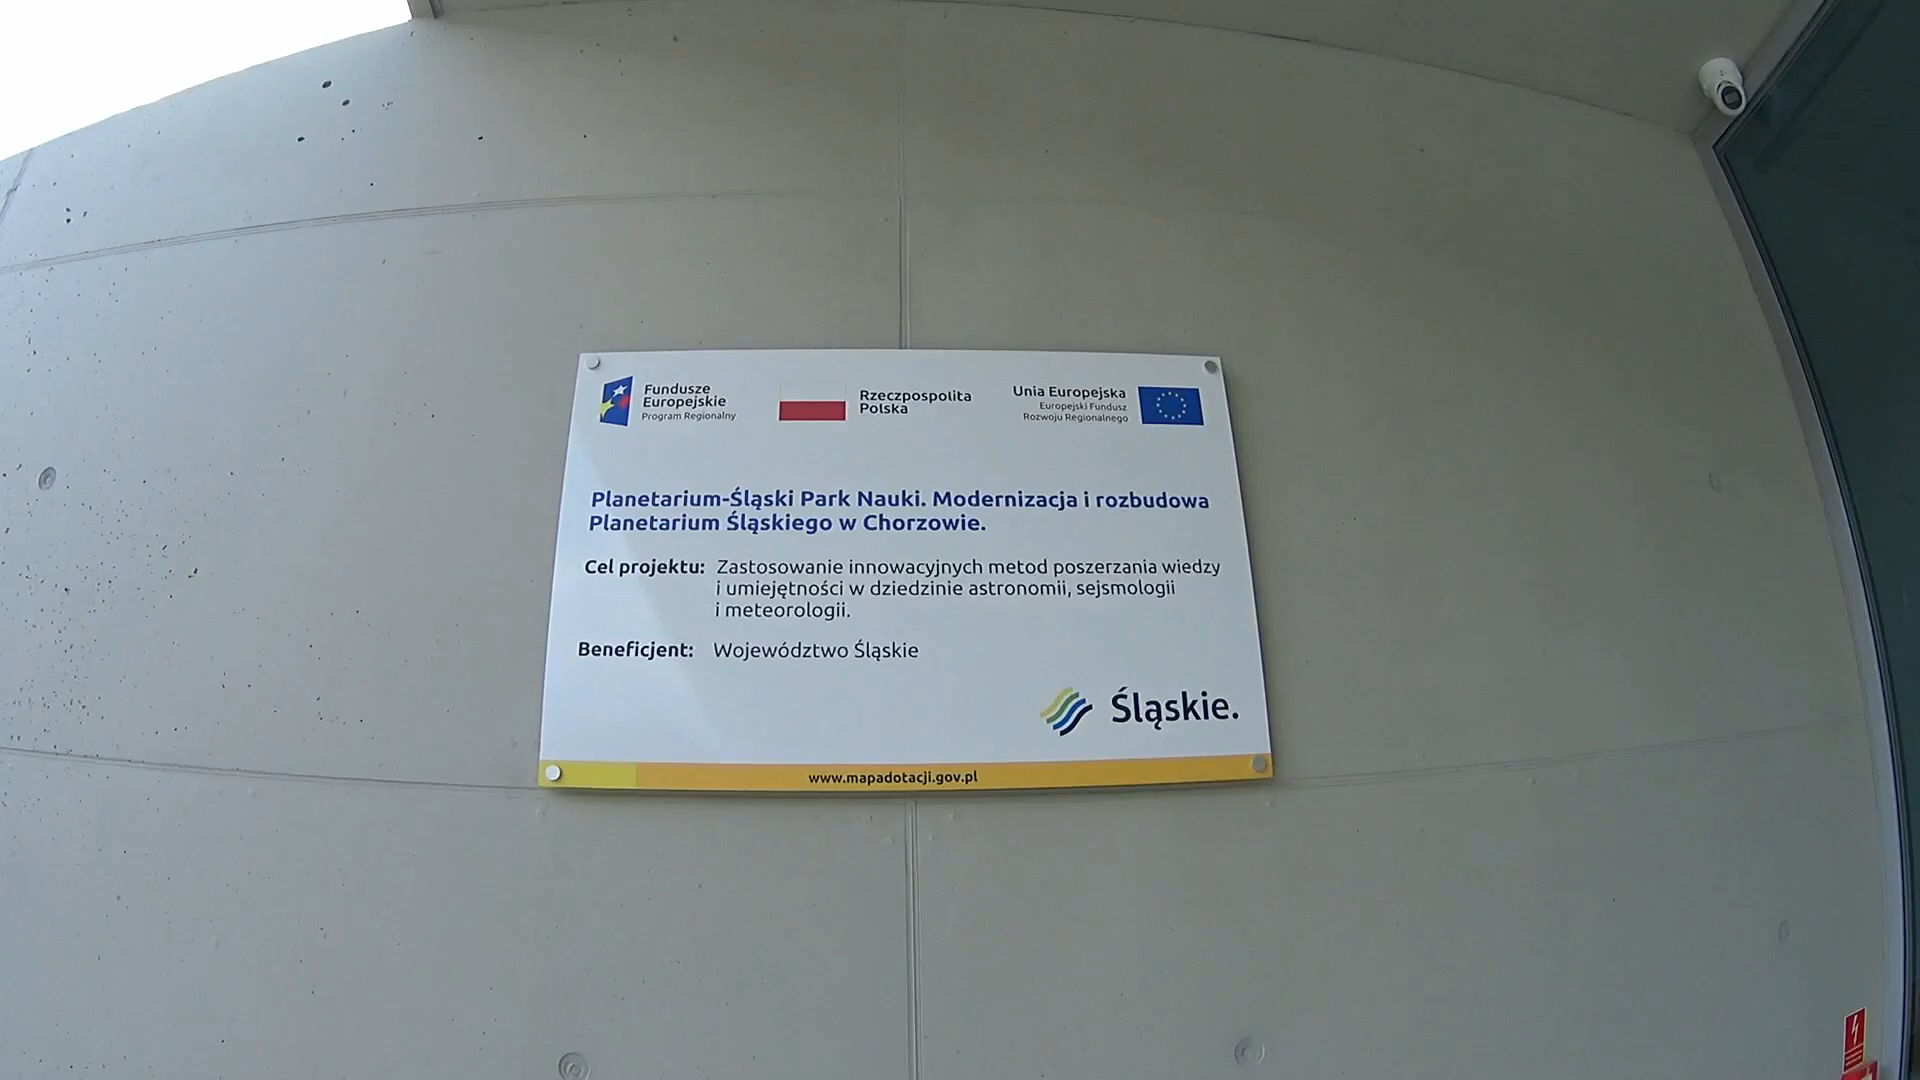 Fundusze
Europejskie
Program Regionalny
Rzeczpospolita
Polska
Unia Europejska
Europejski Fundusz
Rozwoju Regionalnego
Planetarium-Śląski Park Nauki. Modernizacja i rozbudowa
Planetarium Śląskiego w Chorzowie.
Cel projektu: Zastosowanie innowacyjnych metod poszerzania wiedzy
i umiejętności w dziedzinie astronomii, sejsmologii
i meteorologii.
Beneficjent: Województwo Śląskie
Śląskie.
www.mapadotacji.gov.pl